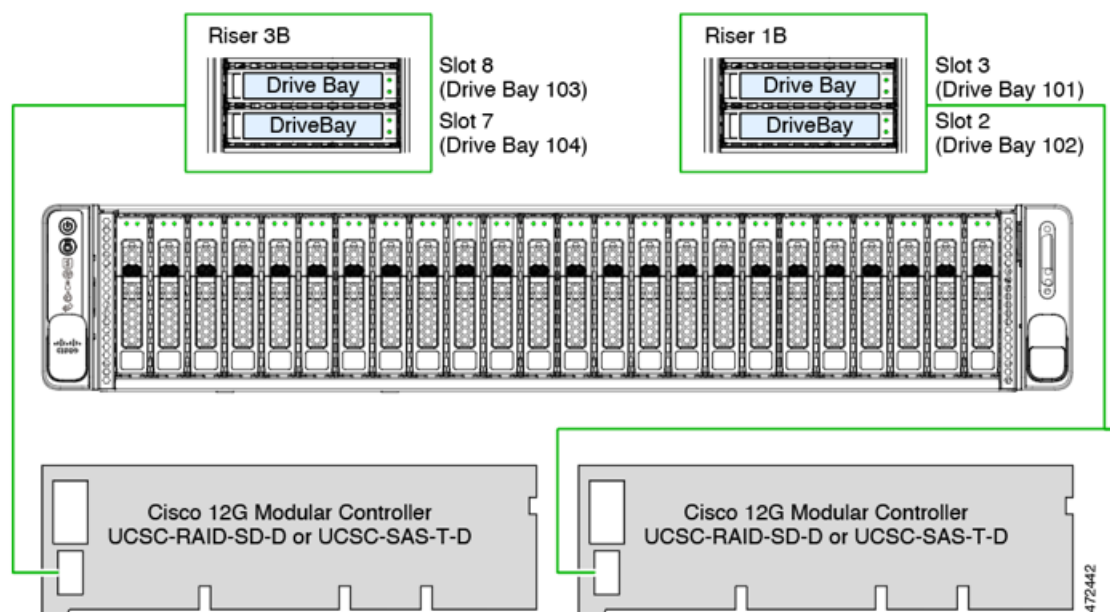 Riser 3B
Drive Bay
DriveBay
Slot 8
(Drive Bay 103)
Slot 7
(Drive Bay 104)
Riser 1B
Drive Bay
DriveBay
Slot 3
(Drive Bay 101)
Slot 2
(Drive Bay 102)
CISCO
Cisco 12G Modular Controller
UCSC-RAID-SD-D or UCSC-SAS-T-D
Cisco 12G Modular Controller
UCSC-RAID-SD-D or UCSC-SAS-T-D
472442